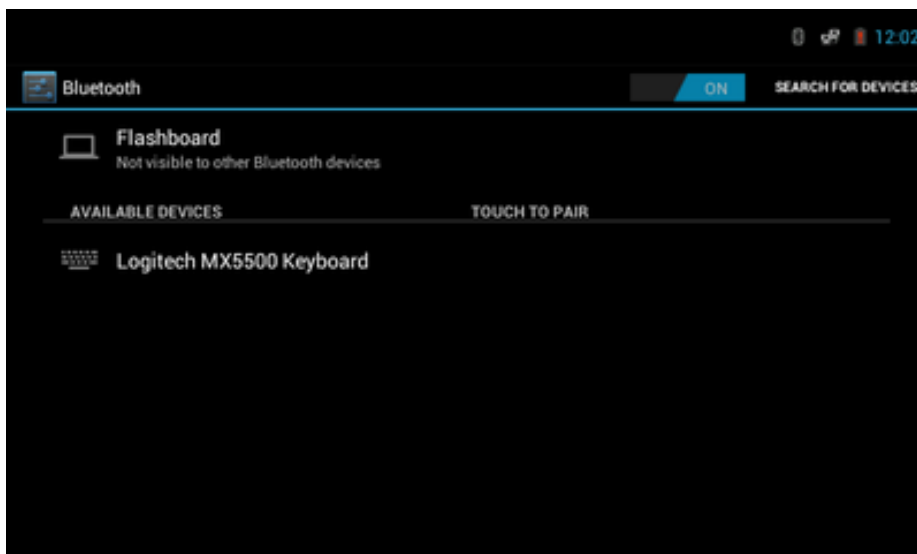 12:02
Bluetooth ON SEARCH FOR DEVICES
Flashboard
Not visible to other Bluetooth devices
AVAILABLE DEVICES TOUCH TO PAIR
Logitech MX5500 Keyboard